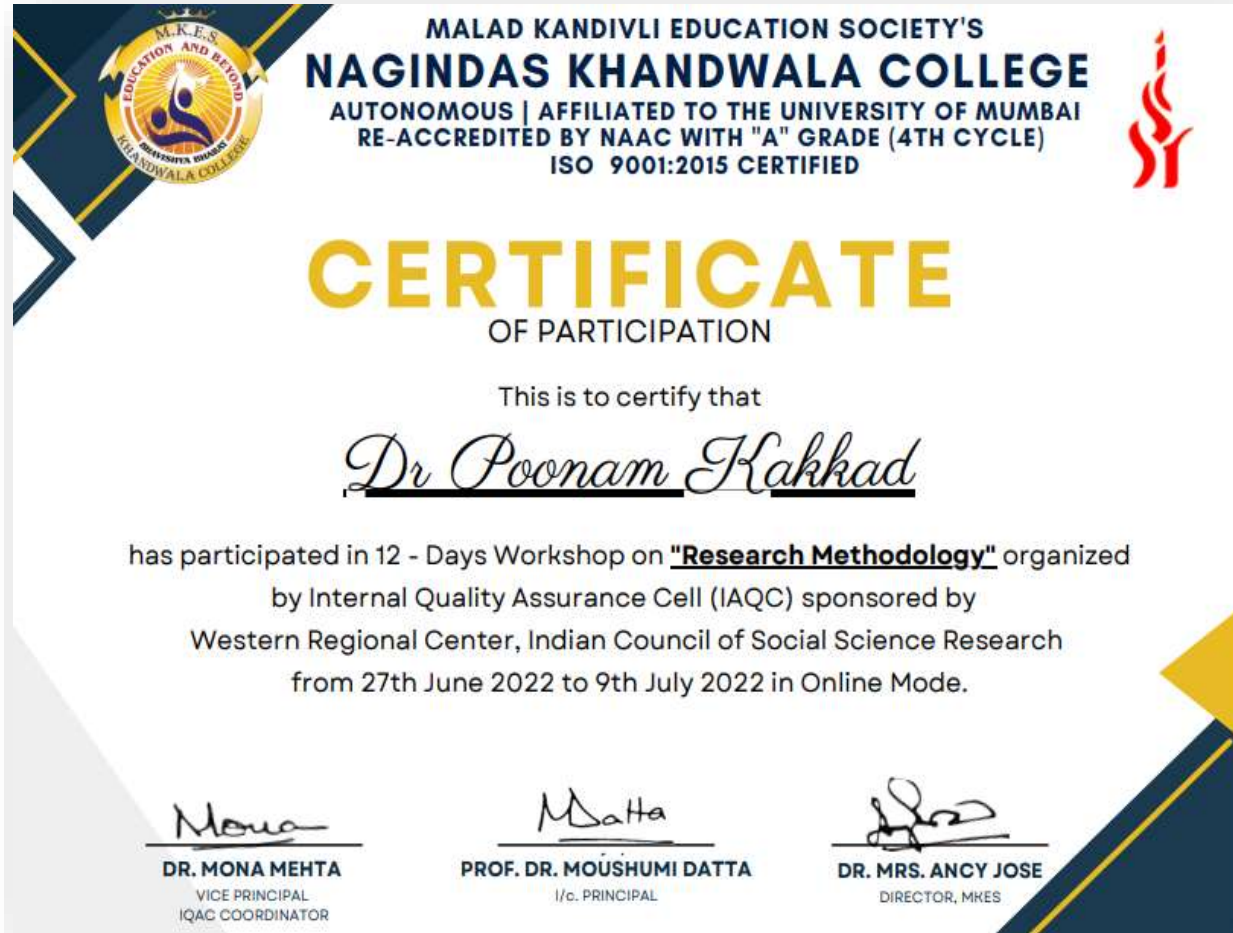 M.K.E.S.
EDUCATION AND BEYOND
BHAVISHYA BHARAT
KHANDWALA COLLEGE
MALAD KANDIVLI EDUCATION SOCIETY'S
NAGINDAS KHANDWALA COLLEGE
AUTONOMOUS | AFFILIATED TO THE UNIVERSITY OF MUMBAI
RE-ACCREDITED BY NAAC WITH "A" GRADE (4TH CYCLE)
ISO 9001:2015 CERTIFIED
CERTIFICATE
OF PARTICIPATION
This is to certify that
Dr Poonam Kakkad
has participated in 12 - Days Workshop on "Research Methodology" organized
by Internal Quality Assurance Cell (IAQC) sponsored by
Western Regional Center, Indian Council of Social Science Research
from 27th June 2022 to 9th July 2022 in Online Mode.
Mona MDatta
DR. MONA MEHTA PROF. DR. MOUSHUMI DATTA DR. MRS. ANCY JOSE
VICE PRINCIPAL I/c. PRINCIPAL DIRECTOR, MKES
IQAC COORDINATOR